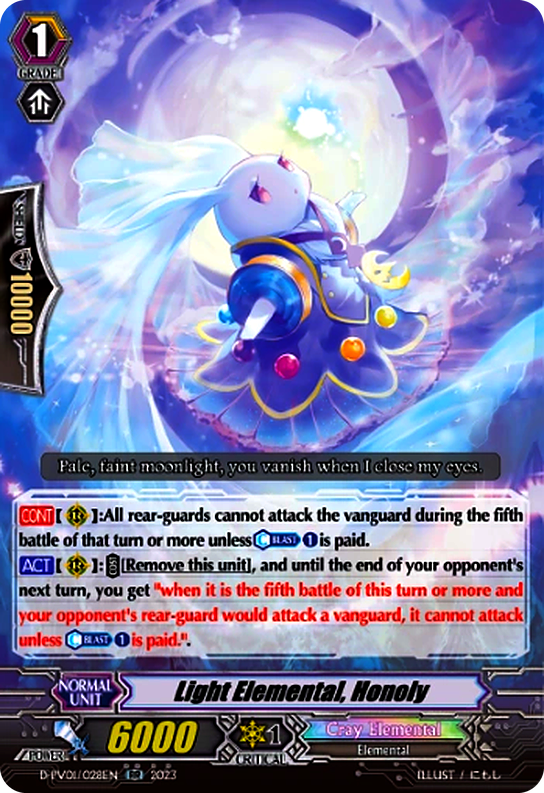 1
GRADE
SHIELD
10000
Pale, faint moonlight, you vanish when I close my eyes.
CONT[ ]:All rear-guards cannot attack the vanguard during the fifth
battle of that turn or more unless C BLAST 1 is paid.
ACT[ ]:COST[Remove this unit], and until the end of your opponent's
next turn, you get "when it is the fifth battle of this turn or more and
your opponent's rear-guard would attack a vanguard, it cannot attack
unless C BLAST 1 is paid.".
NORMAL
UNIT
Light Elemental, Honoly
POWER
6000
1
CRITICAL
Cray Elemental
Elemental
D-PV01/028EN
2023
ILLUST / にもし